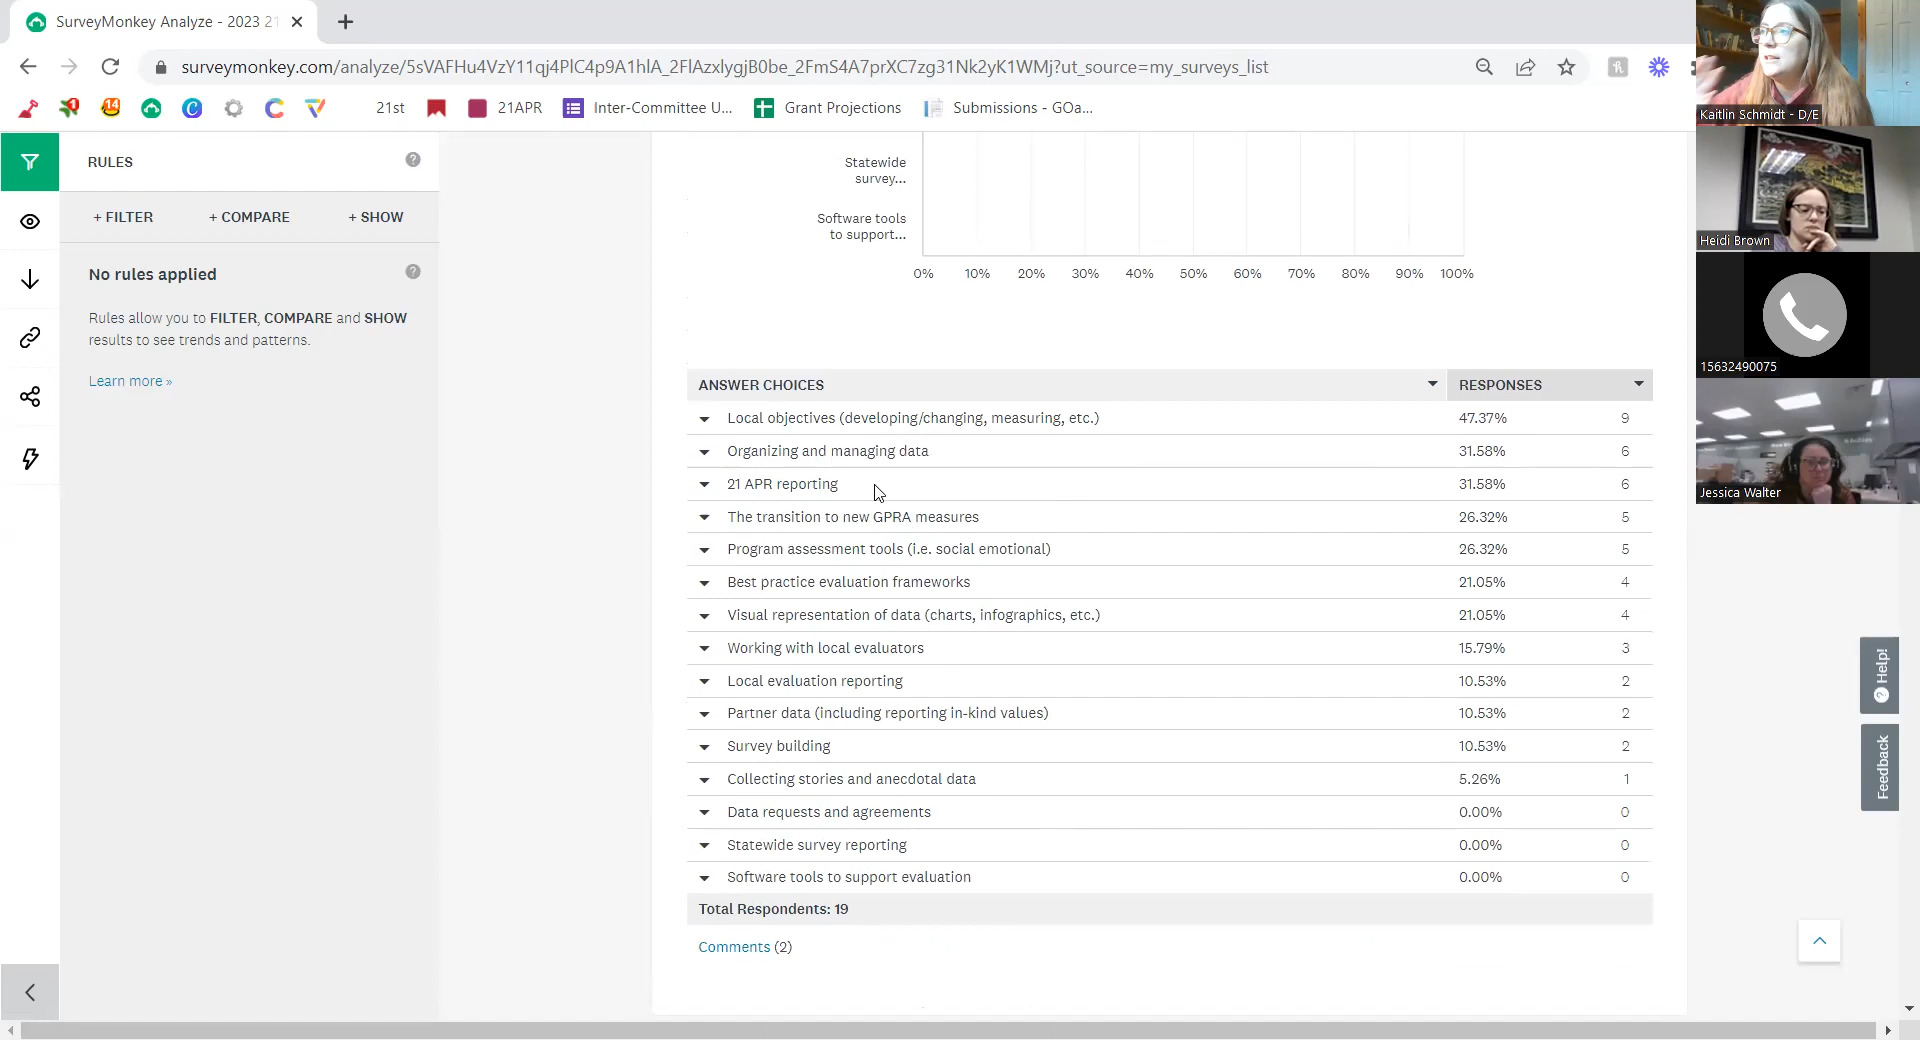 SurveyMonkey Analyze - 2023 21
surveymonkey.com/analyze/5sVAFHu4VzY11qj4PlC4p9A1hlA_2FlAzxlygjB0be_2FmS4A7prXC7zg31Nk2yK1WMj?ut_source=my_surveys_list
1
14
21st
21APR
Inter-Committee U...
Grant Projections
Submissions - GOa...
RULES
+ FILTER
+ COMPARE
+ SHOW
No rules applied
Rules allow you to FILTER, COMPARE and SHOW
results to see trends and patterns.
Learn more »
Statewide
survey...
Software tools
to support...
0% 10% 20% 30% 40% 50% 60% 70% 80% 90% 100%
ANSWER CHOICES RESPONSES
Local objectives (developing/changing, measuring, etc.) 47.37% 9
Organizing and managing data 31.58% 6
21 APR reporting 31.58% 6
The transition to new GPRA measures 26.32% 5
Program assessment tools (i.e. social emotional) 26.32% 5
Best practice evaluation frameworks 21.05% 4
Visual representation of data (charts, infographics, etc.) 21.05% 4
Working with local evaluators 15.79% 3
Local evaluation reporting 10.53% 2
Partner data (including reporting in-kind values) 10.53% 2
Survey building 10.53% 2
Collecting stories and anecdotal data 5.26% 1
Data requests and agreements 0.00% 0
Statewide survey reporting 0.00% 0
Software tools to support evaluation 0.00% 0
Total Respondents: 19
Comments (2)
Help!
Feedback
Kaitlin Schmidt - D/E
Heidi Brown
15632490075
Jessica Walter